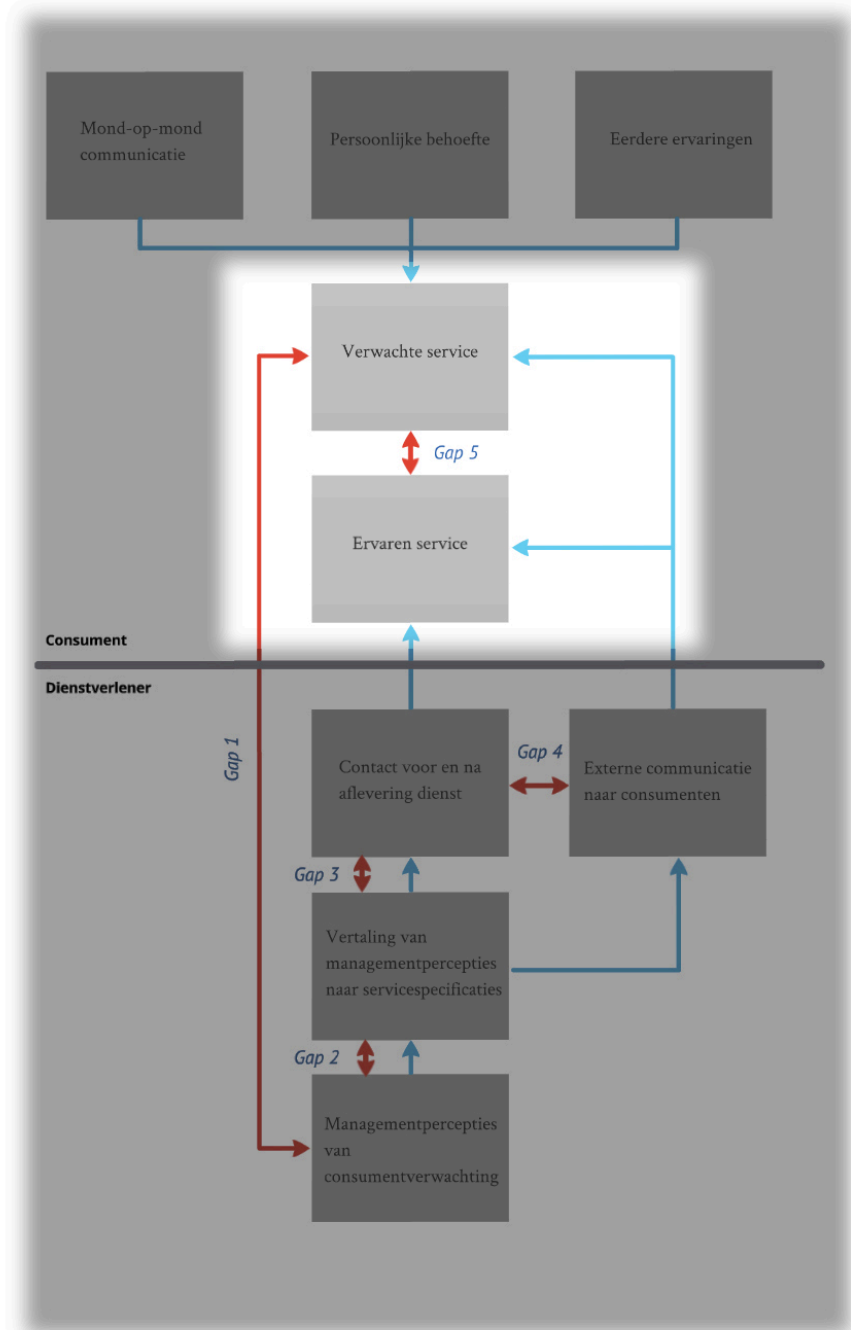 Mond-op-mond
communicatie
Persoonlijke behoefte
Eerdere ervaringen
Verwachte service
Gap 5
Ervaren service
Consument
Dienstverlener
Gap 1
Contact voor en na
aflevering dienst
Gap 4
Externe communicatie
naar consumenten
Gap 3
Vertaling van
managementpercepties
naar servicespecificaties
Gap 2
Managementpercepties
van
consumentverwachting